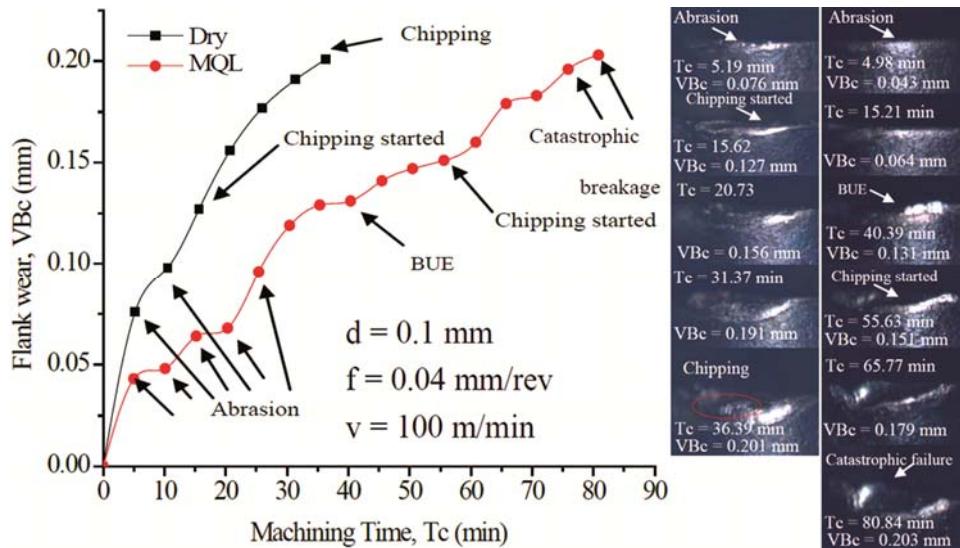 Flank wear, VBc (mm)
0.20
0.15
0.10
0.05
0.00
Dry
MQL
Chipping
Chipping started
Catastrophic
breakage
Chipping started
BUE
Abrasion
d = 0.1 mm
f = 0.04 mm/rev
v = 100 m/min
0 10 20 30 40 50 60 70 80 90
Machining Time, Tc (min)
Abrasion
Tc = 5.19 min
VBc = 0.076 mm
Chipping started
Tc = 15.62
VBc = 0.127 mm
Tc = 20.73
VBc = 0.156 mm
Tc = 31.37 min
VBc = 0.191 mm
Chipping
Tc = 36.39 min
VBc = 0.201 mm
Abrasion
Tc = 4.98 min
VBc = 0.043 mm
Tc = 15.21 min
VBc = 0.064 mm
BUE
Tc = 40.39 min
VBc = 0.131 mm
Chipping started
Tc = 55.63 min
VBc = 0.151 mm
Tc = 65.77 min
VBc = 0.179 mm
Catastrophic failure
Tc = 80.84 min
VBc = 0.203 mm